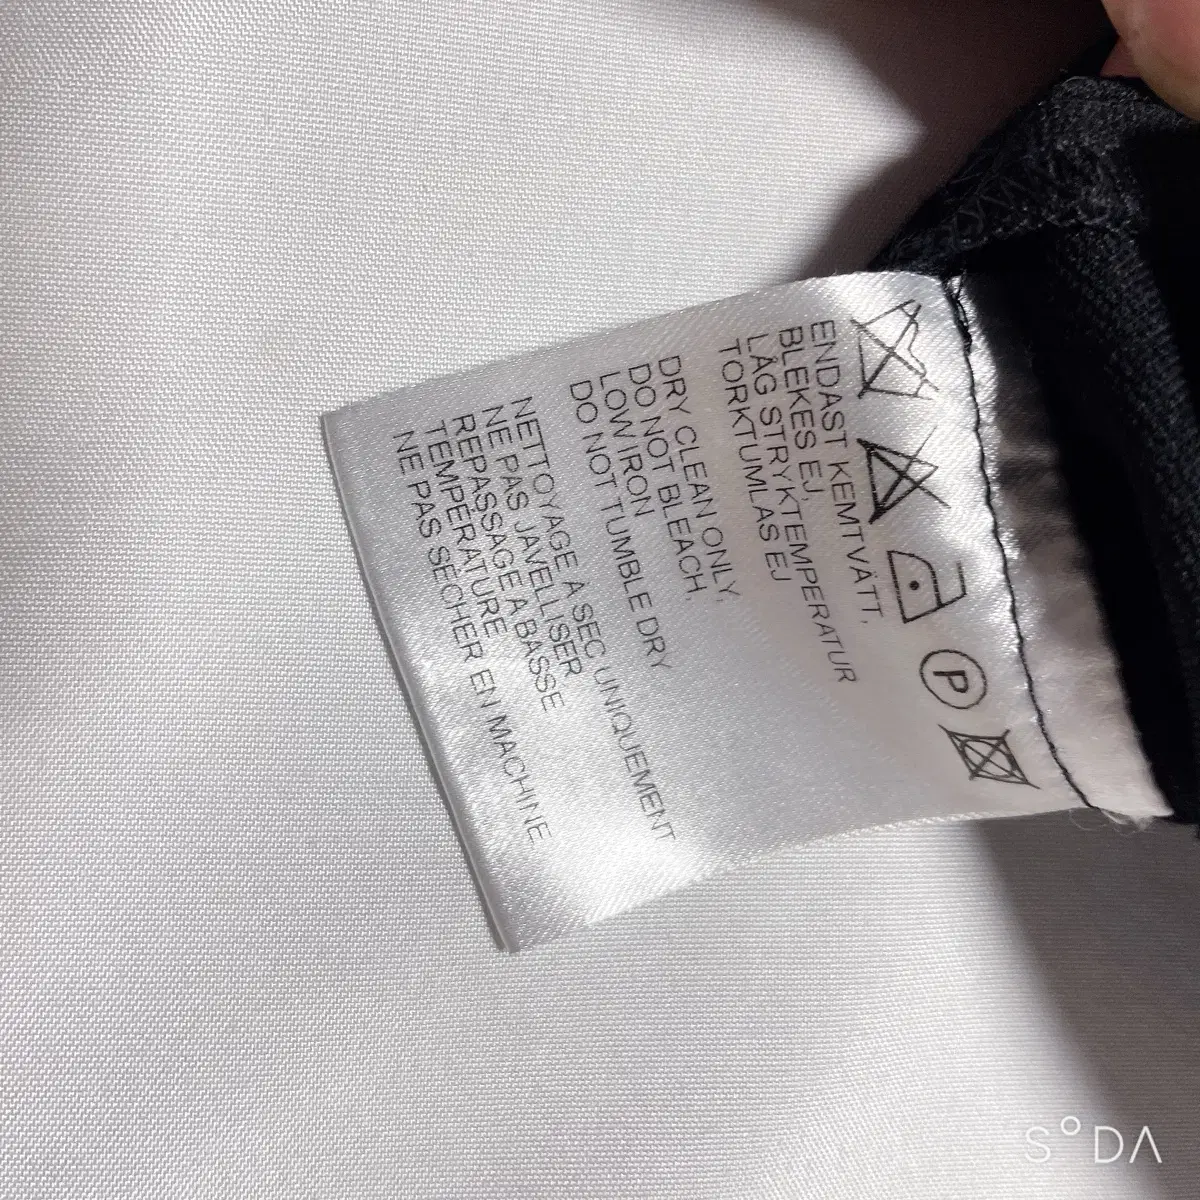 P
ENDAST KEMTVÄTT,
BLEKES EJ,
LÅG STRYKTEMPERATUR
TORKTUMLAS EJ
DRY CLEAN ONLY,
DO NOT BLEACH,
LOW IRON
DO NOT TUMBLE DRY
NETTOYAGE A SEC UNIQUEMENT
NE PAS JAVELLISER
REPASSAGE A BASSE
TEMPERATURE
NE PAS SECHER EN MACHINE
SODA